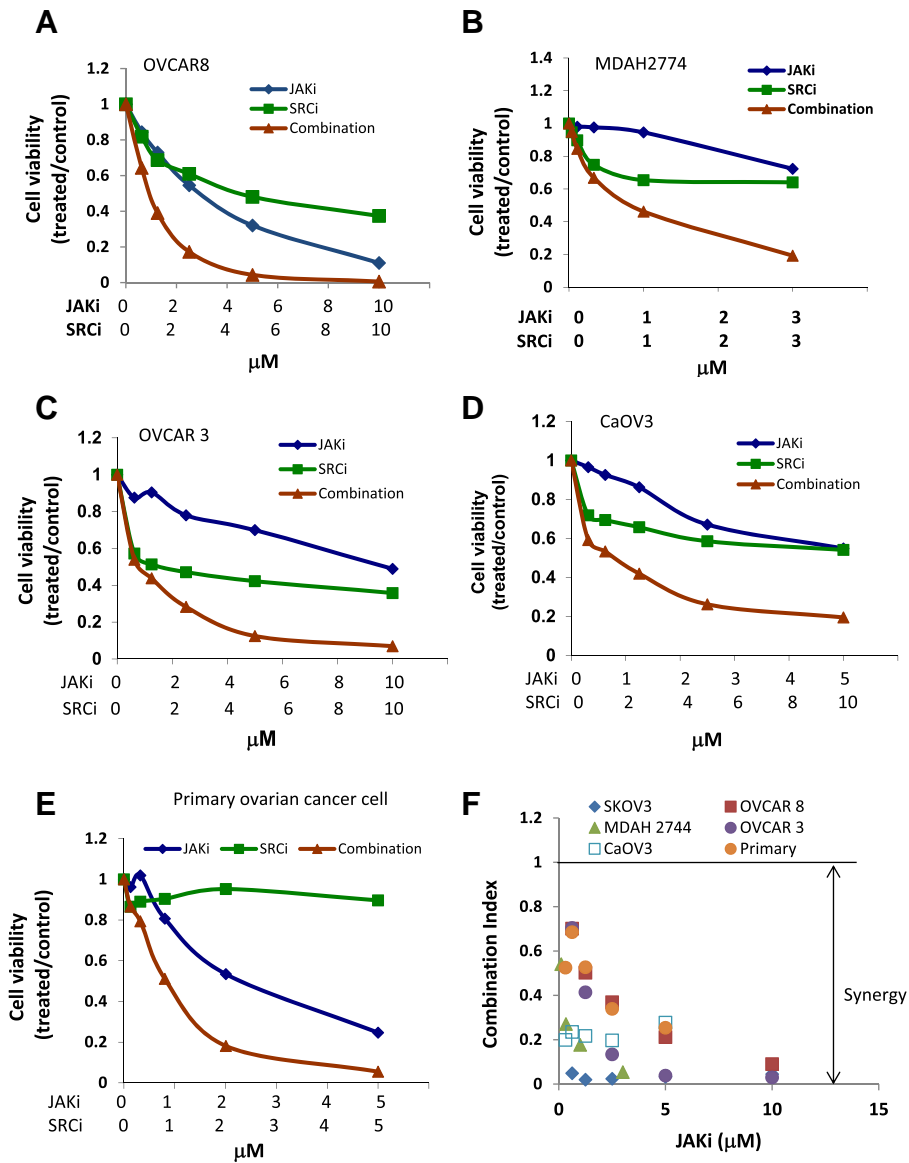 A
OVCAR8
JAKi
SRCi
Combination
Cell viability
(treated/control)
1.2
1
0.8
0.6
0.4
0.2
0
JAKi 0 2 4 6 8 10
SRCi 0 2 4 6 8 10
μM
B
MDAH2774
JAKi
SRCi
Combination
Cell viability
(treated/control)
1.4
1.2
1
0.8
0.6
0.4
0.2
0
JAKi 0 1 2 3
SRCi 0 1 2 3
μM
C
OVCAR 3
JAKi
SRCi
Combination
Cell viability
(treated/control)
1.2
1
0.8
0.6
0.4
0.2
0
JAKi 0 2 4 6 8 10
SRCi 0 2 4 6 8 10
μM
D
CaOV3
JAKi
SRCi
Combination
Cell viability
(treated/control)
1.2
1
0.8
0.6
0.4
0.2
0
JAKi 0 1 2 3 4 5
SRCi 0 2 4 4 8 10
μM
E
Primary ovarian cancer cell
JAKi SRCi Combination
Cell viability
(treated/control)
1.2
1
0.8
0.6
0.4
0.2
0
JAKi 0 1 2 3 4 5
SRCi 0 1 2 3 4 5
μM
F
SKOV3 OVCAR 8
MDAH 2744 OVCAR 3
CaOV3 Primary
Combination Index
1.2
1
0.8
0.6
0.4
0.2
0
Synergy
0 5 10 15
JAKi (μM)